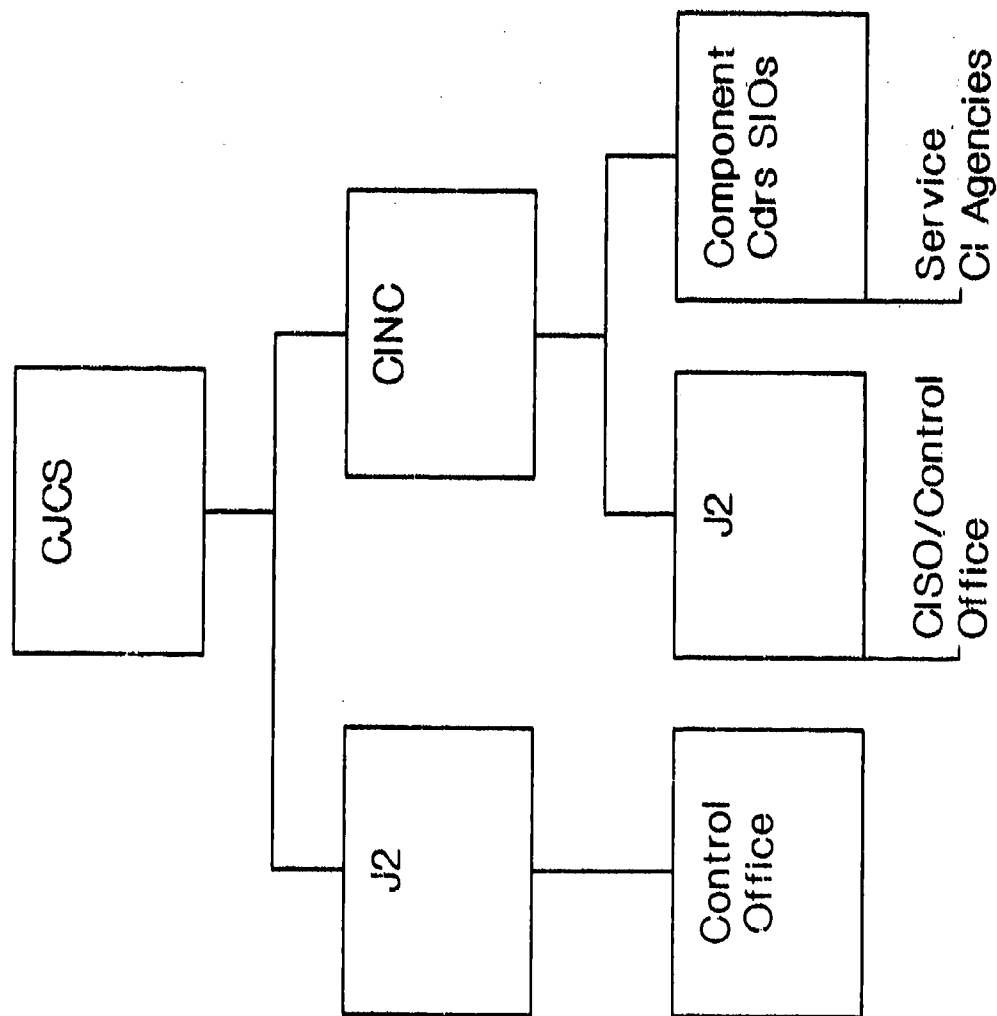 CJCS
J2
CINC
Control
Office
J2
Component
Cdrs SIOs
CISO/Control
Office
Service
CI Agencies